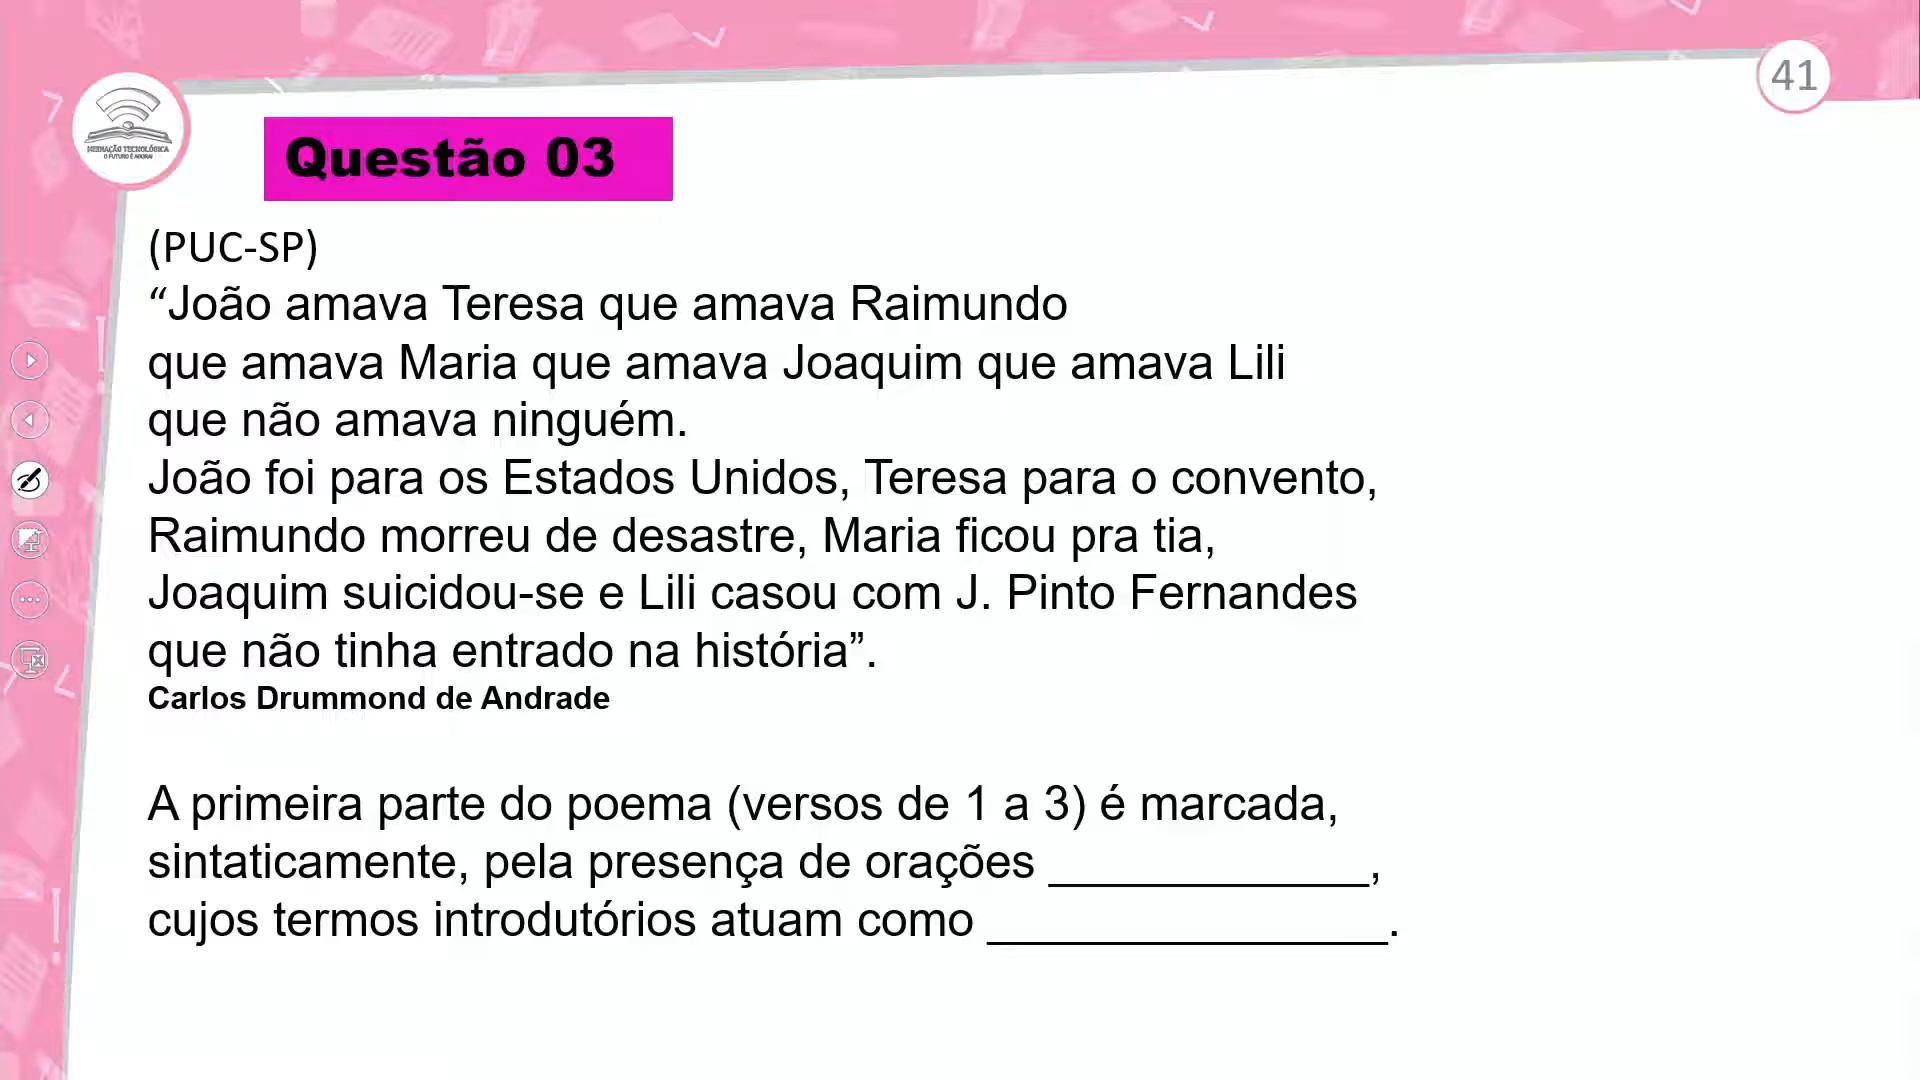 41
MEDIAÇÃO TECNOLÓGICA
O FUTURO É AGORA!
Questão 03
(PUC-SP)
“João amava Teresa que amava Raimundo
que amava Maria que amava Joaquim que amava Lili
que não amava ninguém.
João foi para os Estados Unidos, Teresa para o convento,
Raimundo morreu de desastre, Maria ficou pra tia,
Joaquim suicidou-se e Lili casou com J. Pinto Fernandes
que não tinha entrado na história”.
Carlos Drummond de Andrade
A primeira parte do poema (versos de 1 a 3) é marcada,
sintaticamente, pela presença de orações ____________,
cujos termos introdutórios atuam como _______________.